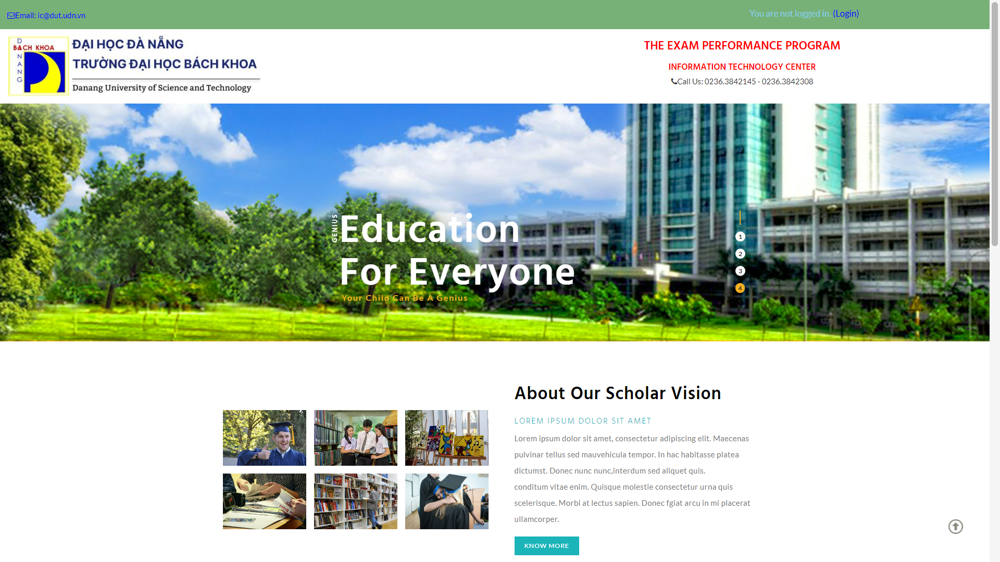 Email: ic@dut.udn.vn
You are not logged in. (Login)
DANANG
BÁCH KHOA
ĐẠI HỌC ĐÀ NẴNG
TRƯỜNG ĐẠI HỌC BÁCH KHOA
Danang University of Science and Technology
THE EXAM PERFORMANCE PROGRAM
INFORMATION TECHNOLOGY CENTER
Call Us: 0236.3842145 - 0236.3842308
GENIUS
Education
For Everyone
Your Child Can Be A Genius
1
2
3
4
About Our Scholar Vision
LOREM IPSUM DOLOR SIT AMET
Lorem ipsum dolor sit amet, consectetur adipiscing elit. Maecenas
pulvinar tellus sed mauvehicula tempor. In hac habitasse platea
dictumst. Donec nunc nunc,interdum sed aliquet quis.
conditum vitae enim. Quisque molestie consectetur urna quis
scelerisque. Morbi at lectus sapien. Donec fgiat arcu in mi placerat
ullamcorper.
KNOW MORE